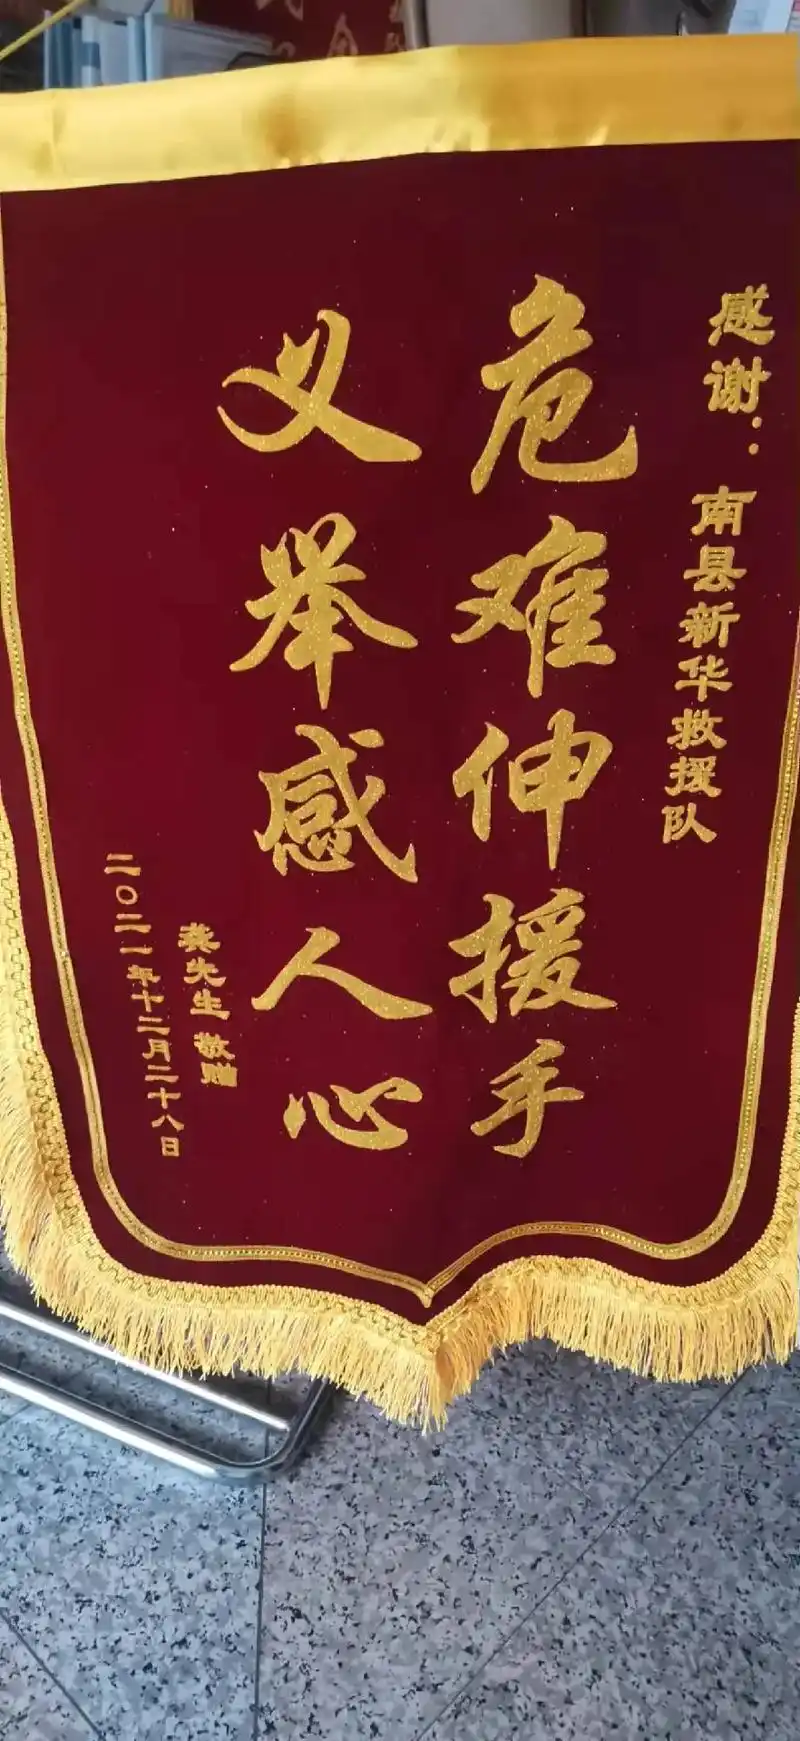 感谢：南县新华救援队
危难伸援手
义举感人心
龚先生 敬赠
二〇二一年十二月二十八日